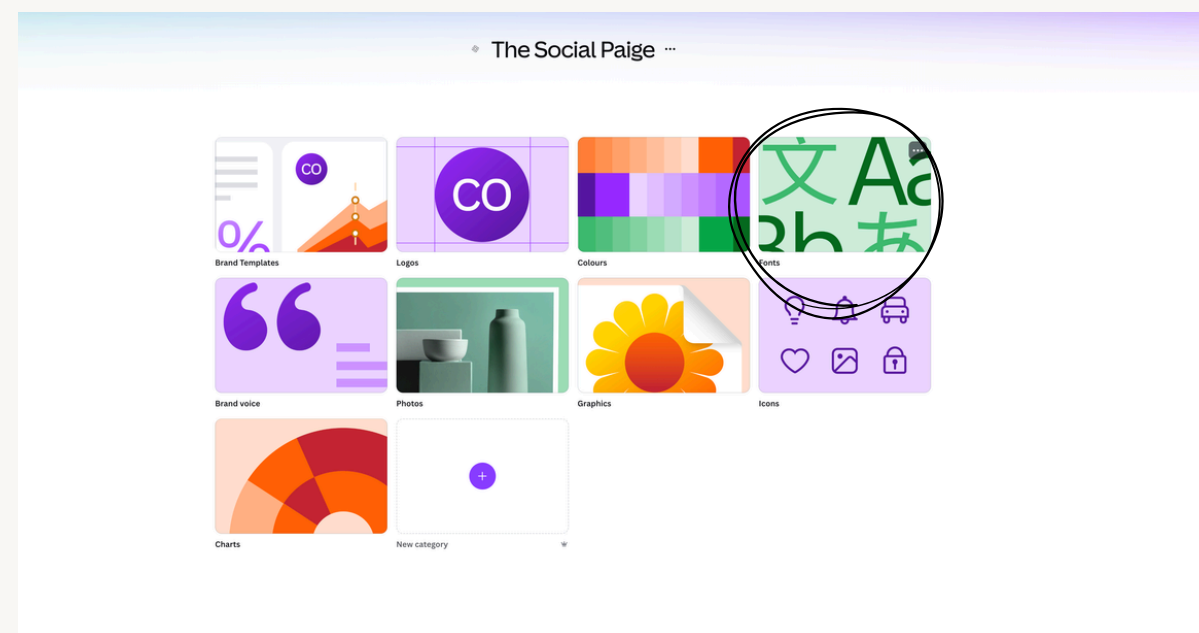 The Social Paige
CO
%
CO
文 Aa
Bb あ
Brand Templates
Logos
Colours
Fonts
Brand voice
Photos
Graphics
Icons
Charts
New category